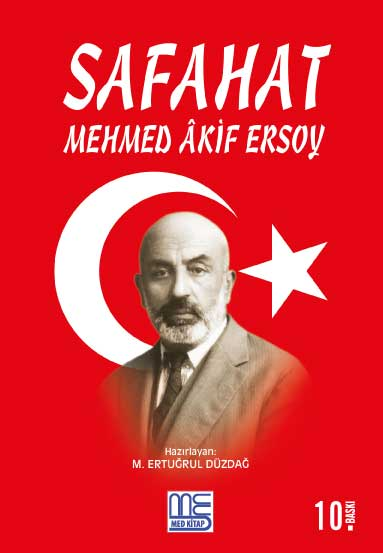 SAFAHAT
MEHMED ÂKİF ERSOY
Hazırlayan:
M. ERTUĞRUL DÜZDAĞ
ME
MED KİTAP
10.BASKI